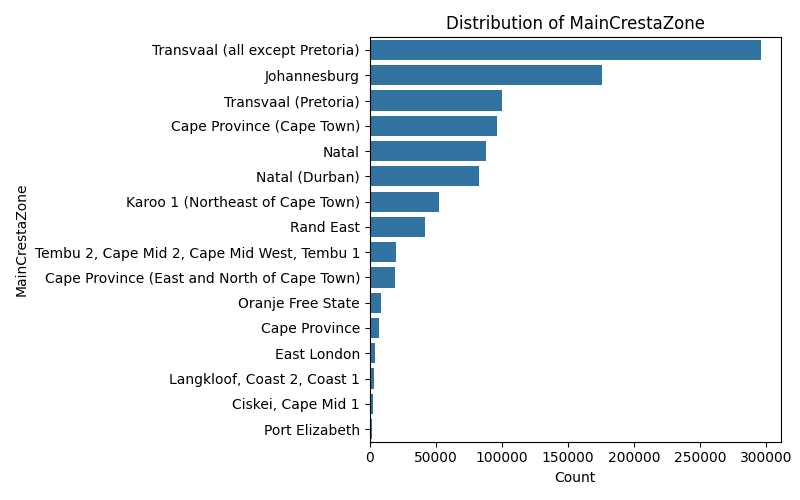 Distribution of MainCrestaZone
MainCrestaZone
Transvaal (all except Pretoria)
Johannesburg
Transvaal (Pretoria)
Cape Province (Cape Town)
Natal
Natal (Durban)
Karoo 1 (Northeast of Cape Town)
Rand East
Tembu 2, Cape Mid 2, Cape Mid West, Tembu 1
Cape Province (East and North of Cape Town)
Oranje Free State
Cape Province
East London
Langkloof, Coast 2, Coast 1
Ciskei, Cape Mid 1
Port Elizabeth
0 50000 100000 150000 200000 250000 300000
Count